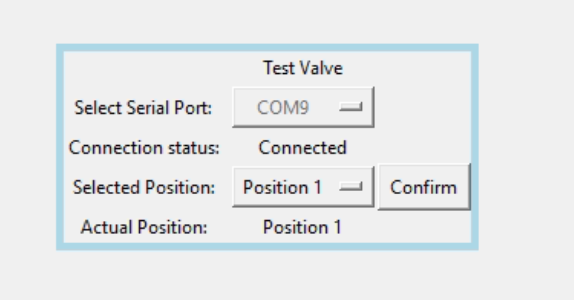 Test Valve
Select Serial Port: COM9
Connection status: Connected
Selected Position: Position 1 Confirm
Actual Position: Position 1